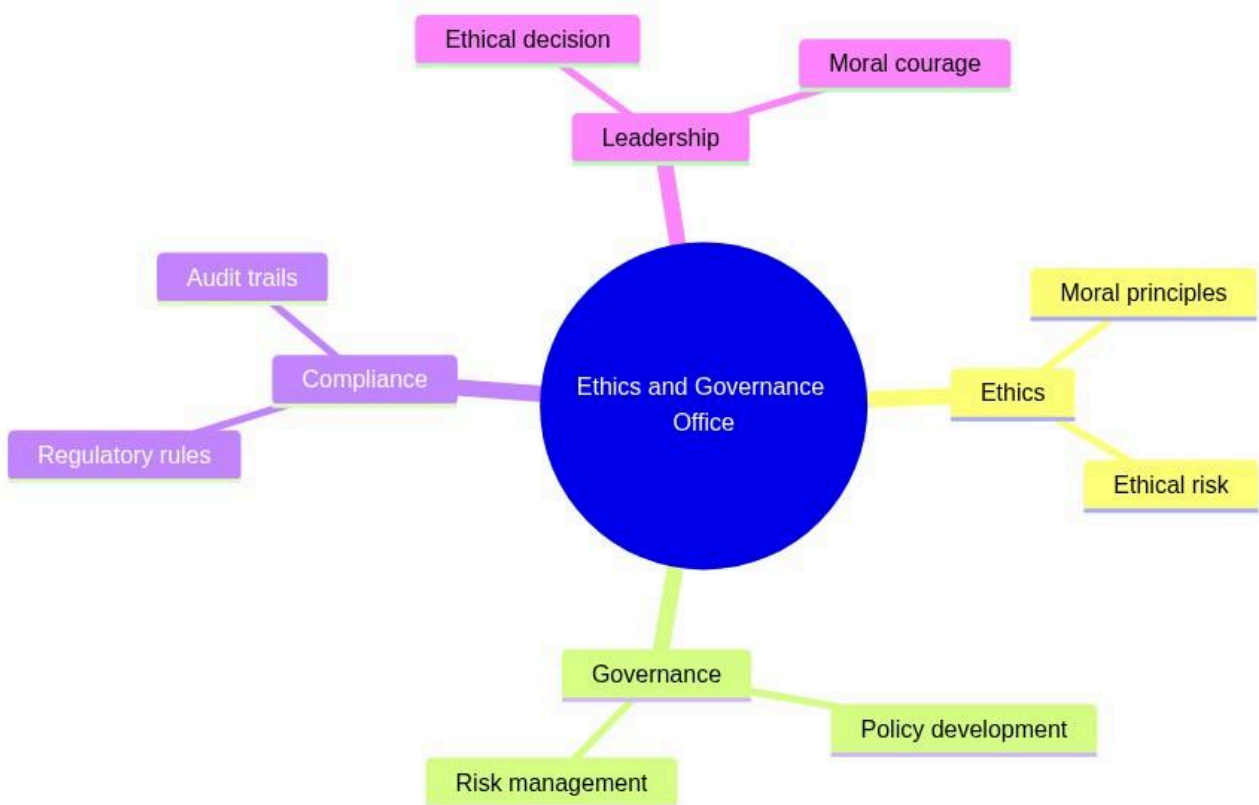 Ethical decision
Moral courage
Leadership
Audit trails
Moral principles
Compliance
Ethics and Governance
Office
Ethics
Regulatory rules
Ethical risk
Governance
Policy development
Risk management